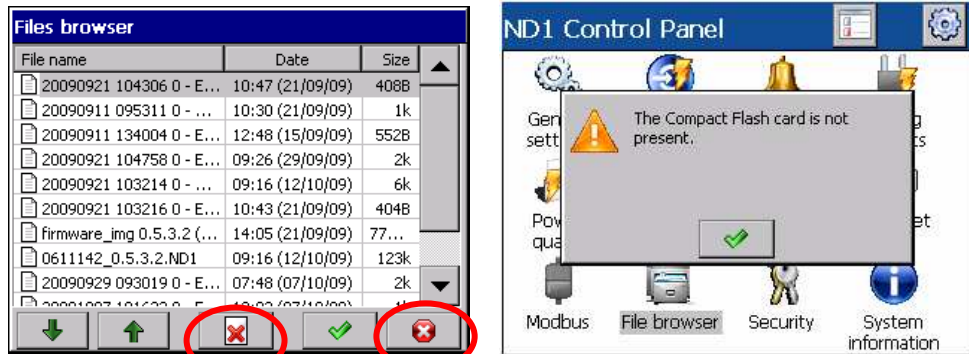 Files browser
File name Date Size
20090921 104306 0 - E... 10:47 (21/09/09) 408B
20090911 095311 0 - ... 10:30 (21/09/09) 1k
20090911 134004 0 - E... 12:48 (15/09/09) 552B
20090921 104758 0 - E... 09:26 (29/09/09) 2k
20090921 103214 0 - ... 09:16 (12/10/09) 6k
20090921 103216 0 - E... 10:43 (21/09/09) 404B
firmware_img 0.5.3.2 (... 14:05 (21/09/09) 77...
0611142_0.5.3.2.ND1 09:16 (12/10/09) 123k
20090929 093019 0 - E... 07:48 (07/10/09) 2k
ND1 Control Panel
The Compact Flash card is not
present.
Gen
sett
Pow
qua
Modbus File browser Security System
information